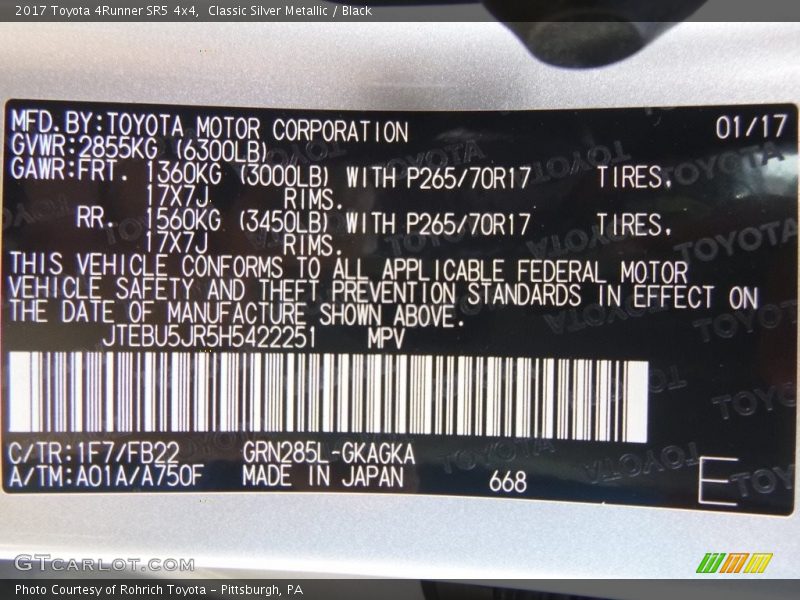 2017 Toyota 4Runner SR5 4x4,  Classic Silver Metallic / Black
MFD.BY:TOYOTA MOTOR CORPORATION 01/17
GVWR:2855KG (6300LB)
GAWR:FRT. 1360KG (3000LB) WITH P265/70R17 TIRES,
17X7J RIMS.
RR. 1560KG (3450LB) WITH P265/70R17 TIRES,
17X7J RIMS.
THIS VEHICLE CONFORMS TO ALL APPLICABLE FEDERAL MOTOR
VEHICLE SAFETY AND THEFT PREVENTION STANDARDS IN EFFECT ON
THE DATE OF MANUFACTURE SHOWN ABOVE.
JTEBU5JR5H5422251 MPV
C/TR:1F7/FB22 GRN285L-GKAGKA
A/TM:A01A/A750F MADE IN JAPAN 668 E
GTCARLOT.COM
Photo Courtesy of Rohrich Toyota - Pittsburgh, PA